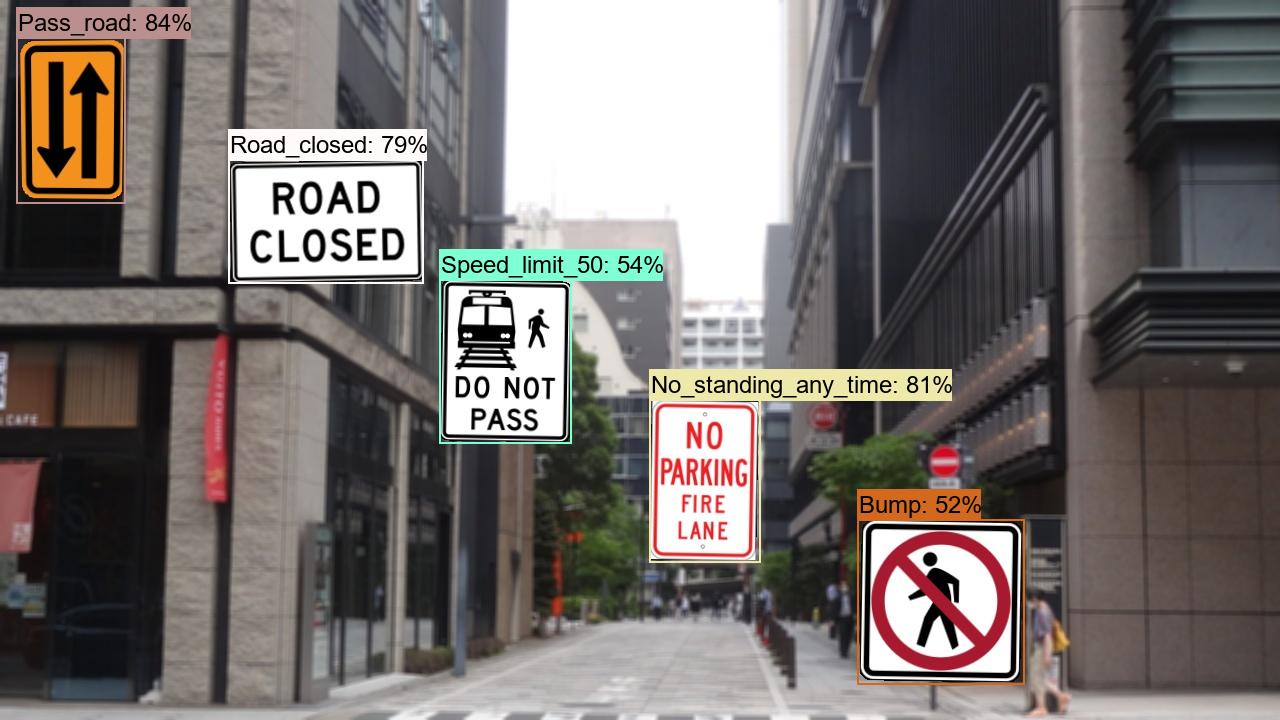 Pass_road: 84%
Road_closed: 79%
ROAD
CLOSED
Speed_limit_50: 54%
DO NOT
PASS
No_standing_any_time: 81%
NO
PARKING
FIRE
LANE
Bump: 52%
CAFE